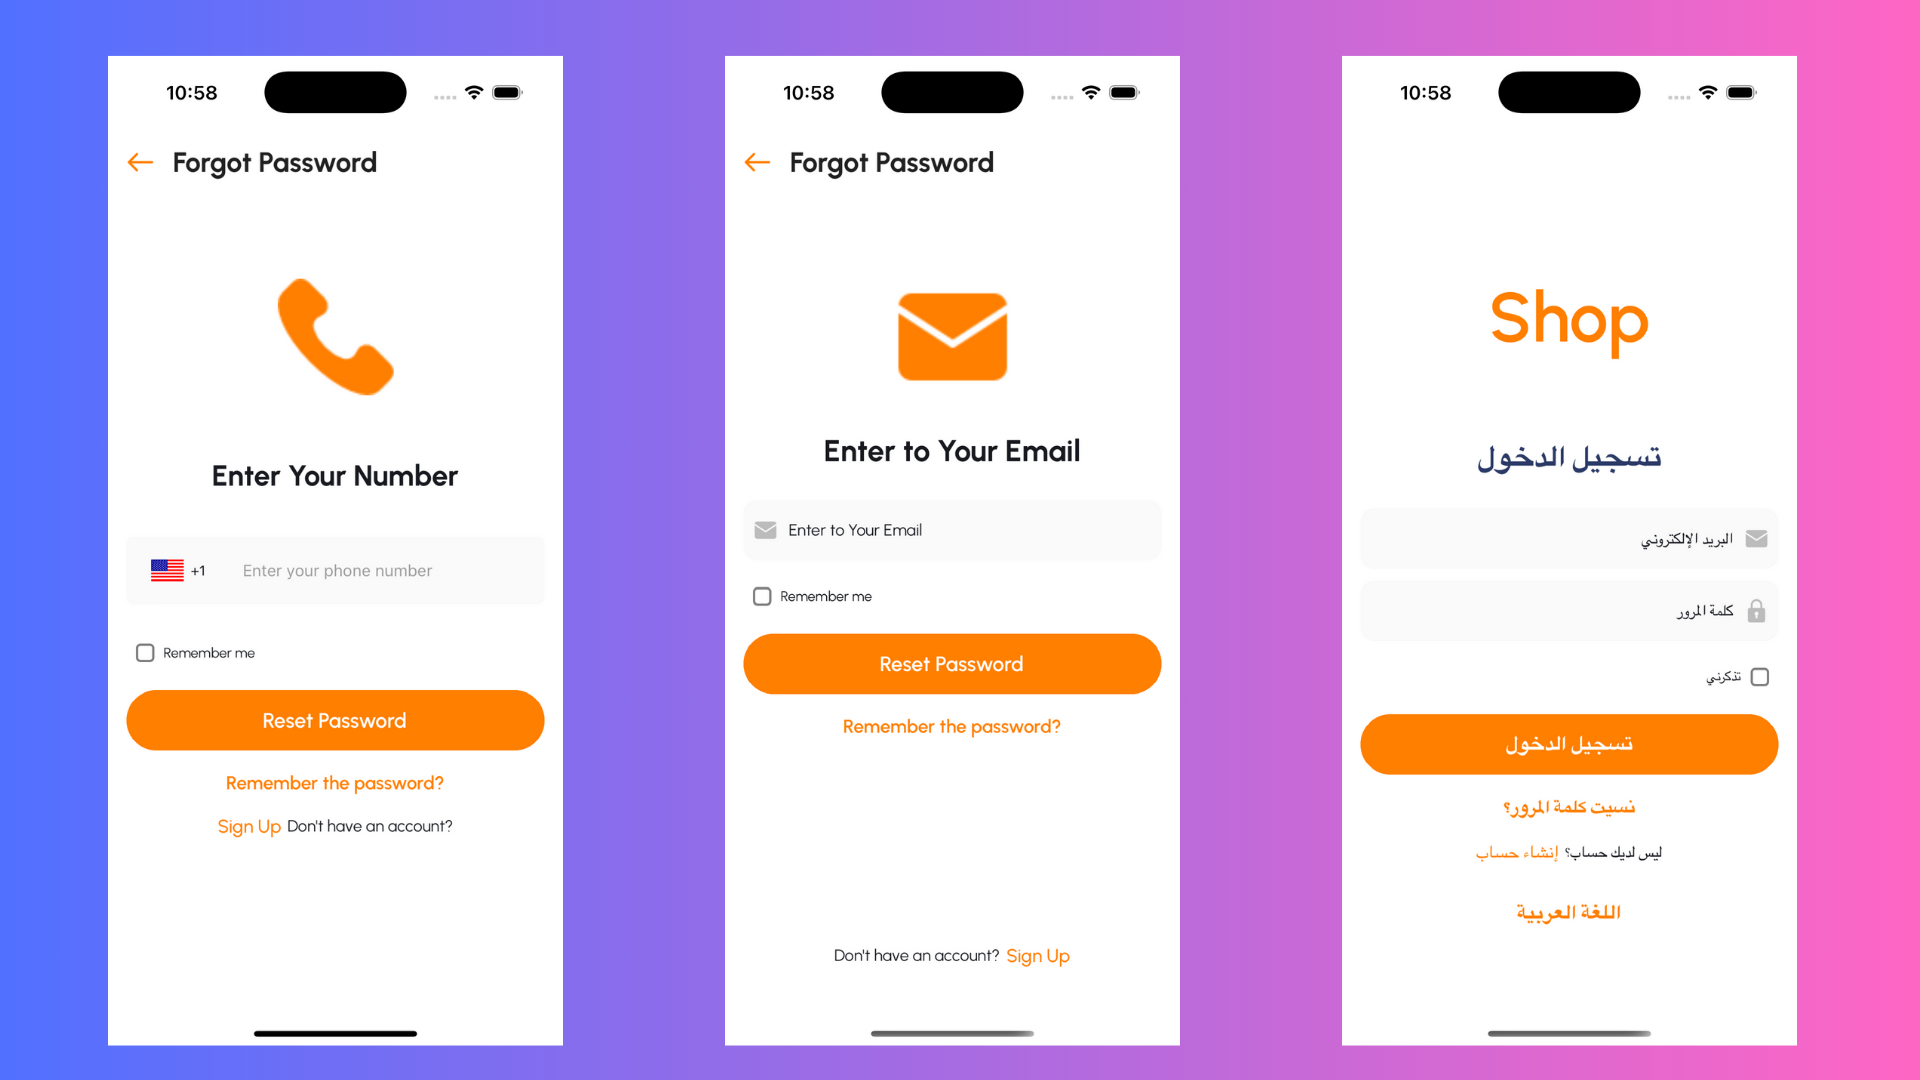 10:58
Forgot Password
Enter Your Number
+1 Enter your phone number
Remember me
Reset Password
Remember the password?
Sign Up Don't have an account?
10:58
Forgot Password
Enter to Your Email
Enter to Your Email
Remember me
Reset Password
Remember the password?
Don't have an account? Sign Up
10:58
Shop
تسجيل الدخول
البريد الإلكتروني
كلمة المرور
تذكرني
تسجيل الدخول
نسيت كلمة المرور؟
ليس لديك حساب؟ إنشاء حساب
اللغة العربية